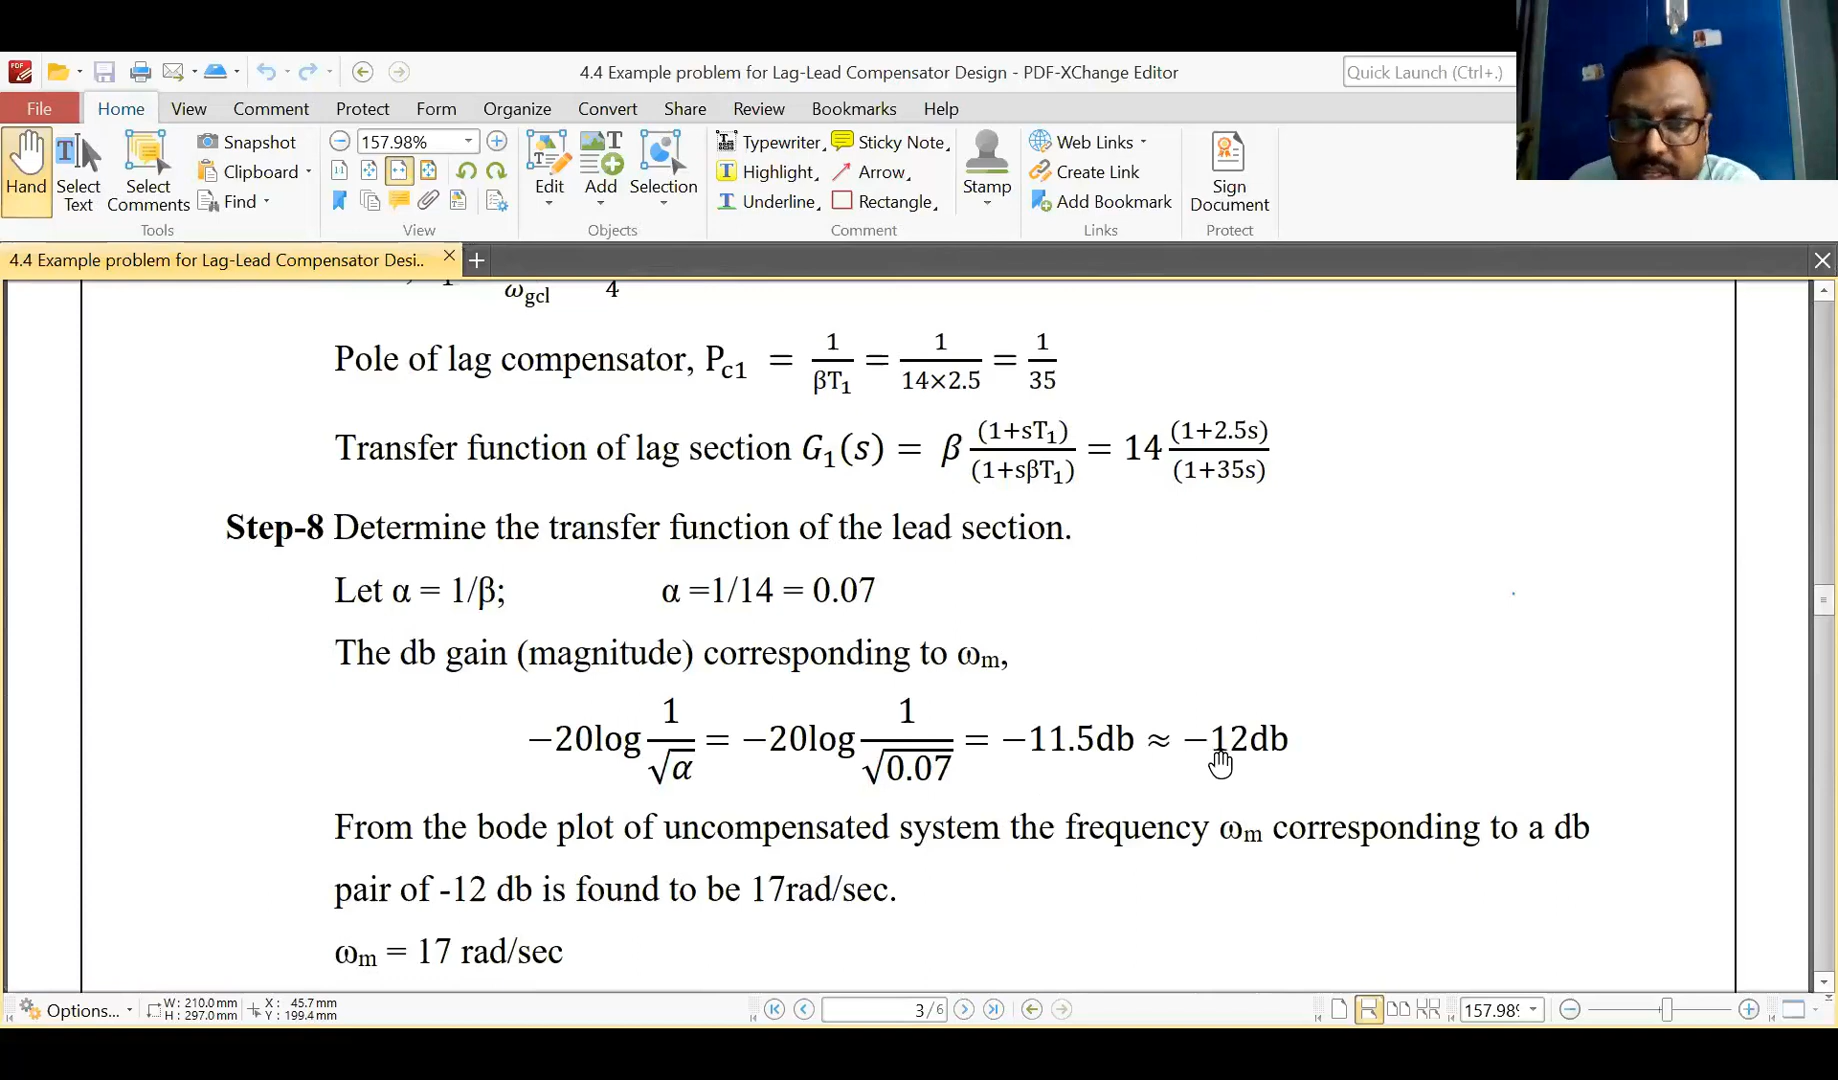 4.4 Example problem for Lag-Lead Compensator Design - PDF-XChange Editor
Quick Launch (Ctrl+.)
File Home View Comment Protect Form Organize Convert Share Review Bookmarks Help
Hand
Select Text
Select Comments
Snapshot
Clipboard
Find
Tools
157.98%
View
Edit
Add
Selection
Objects
Typewriter
Highlight
Underline
Sticky Note
Arrow
Rectangle
Stamp
Comment
Web Links
Create Link
Add Bookmark
Links
Sign Document
Protect
4.4 Example problem for Lag-Lead Compensator Desi..
ω_gcl 4
Pole of lag compensator, P_c1 = 1/(βT₁) = 1/(14×2.5) = 1/35
Transfer function of lag section G₁(s) = β (1+sT₁)/(1+sβT₁) = 14 (1+2.5s)/(1+35s)
Step-8 Determine the transfer function of the lead section.
Let α = 1/β; α =1/14 = 0.07
The db gain (magnitude) corresponding to ωₘ,
−20log 1/√α = −20log 1/√0.07 = −11.5db ≈ −12db
From the bode plot of uncompensated system the frequency ωₘ corresponding to a db
pair of -12 db is found to be 17rad/sec.
ωₘ = 17 rad/sec
Options...
W: 210.0mm
H: 297.0mm
X: 45.7mm
Y: 199.4mm
3/6
157.98%